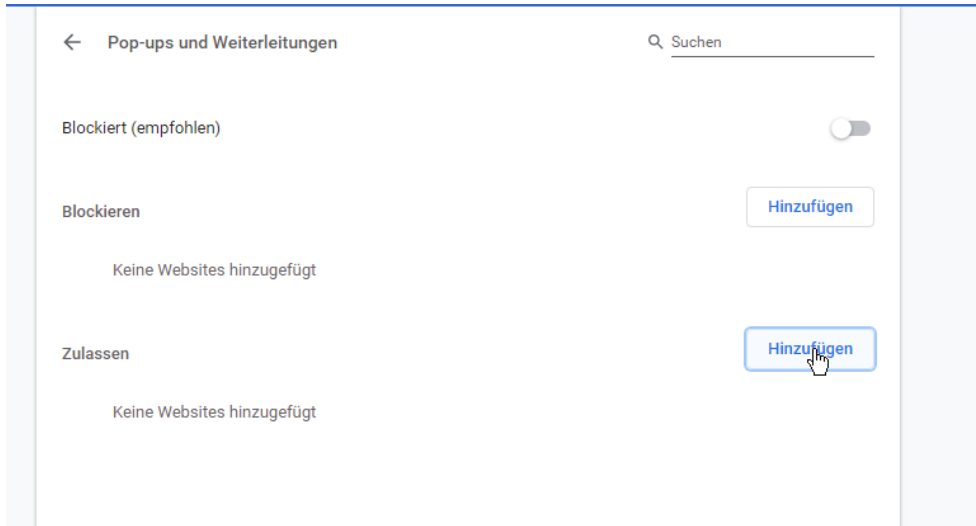 Pop-ups und Weiterleitungen
Suchen
Blockiert (empfohlen)
Blockieren
Hinzufügen
Keine Websites hinzugefügt
Zulassen
Hinzufügen
Keine Websites hinzugefügt